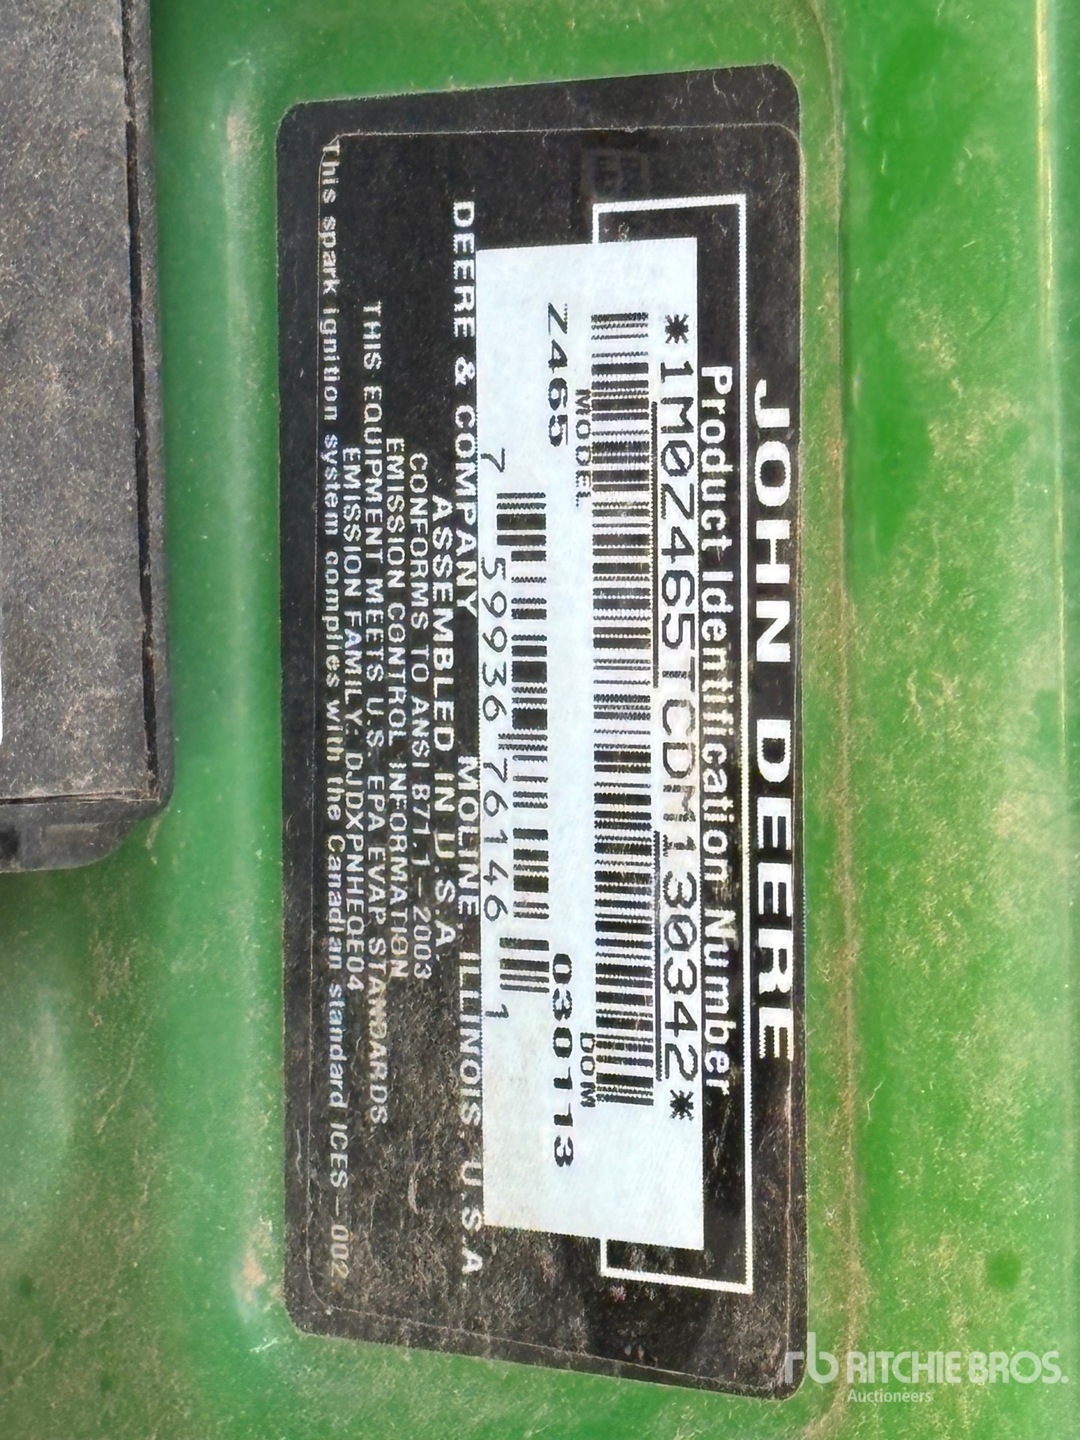 JOHN DEERE
Product Identification Number
*1M0Z465TCDM130342*
MODEL
DOM
Z465
030113
7 59936 76146 1
DEERE & COMPANY MOLINE, ILLINOIS, U.S.A
ASSEMBLED IN U.S.A.
CONFORMS TO ANSI B71.1-2003
EMISSION CONTROL INFORMATION
THIS EQUIPMENT MEETS U.S. EPA EVAP STANDARDS
EMISSION FAMILY: DJDXPNHEQE04
This spark ignition system complies with the Canadian standard ICES-002
rb RITCHIE BROS.
Auctioneers